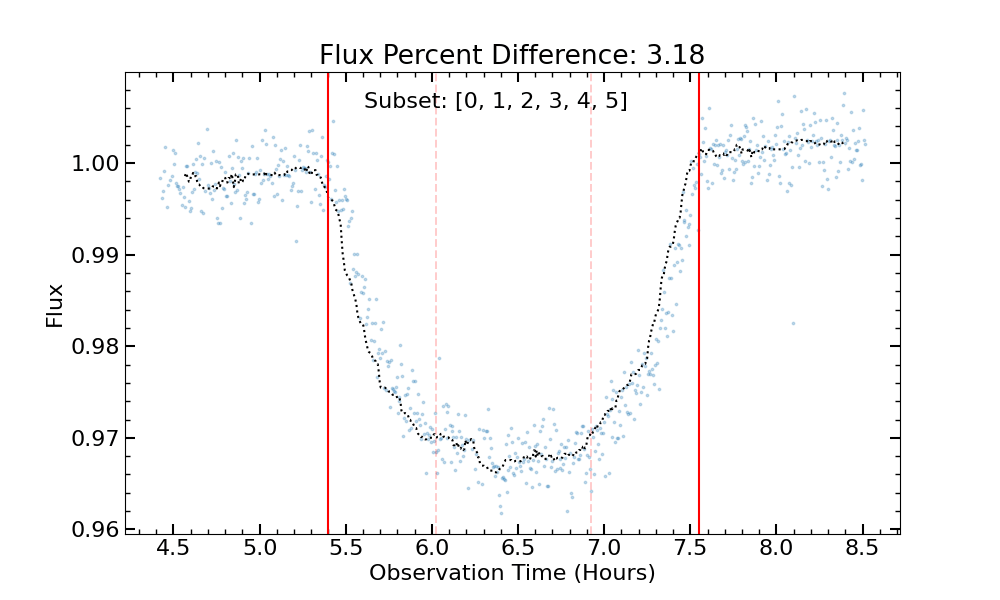 Flux Percent Difference: 3.18
Subset: [0, 1, 2, 3, 4, 5]
1.00
0.99
0.98
0.97
0.96
Flux
4.5 5.0 5.5 6.0 6.5 7.0 7.5 8.0 8.5
Observation Time (Hours)